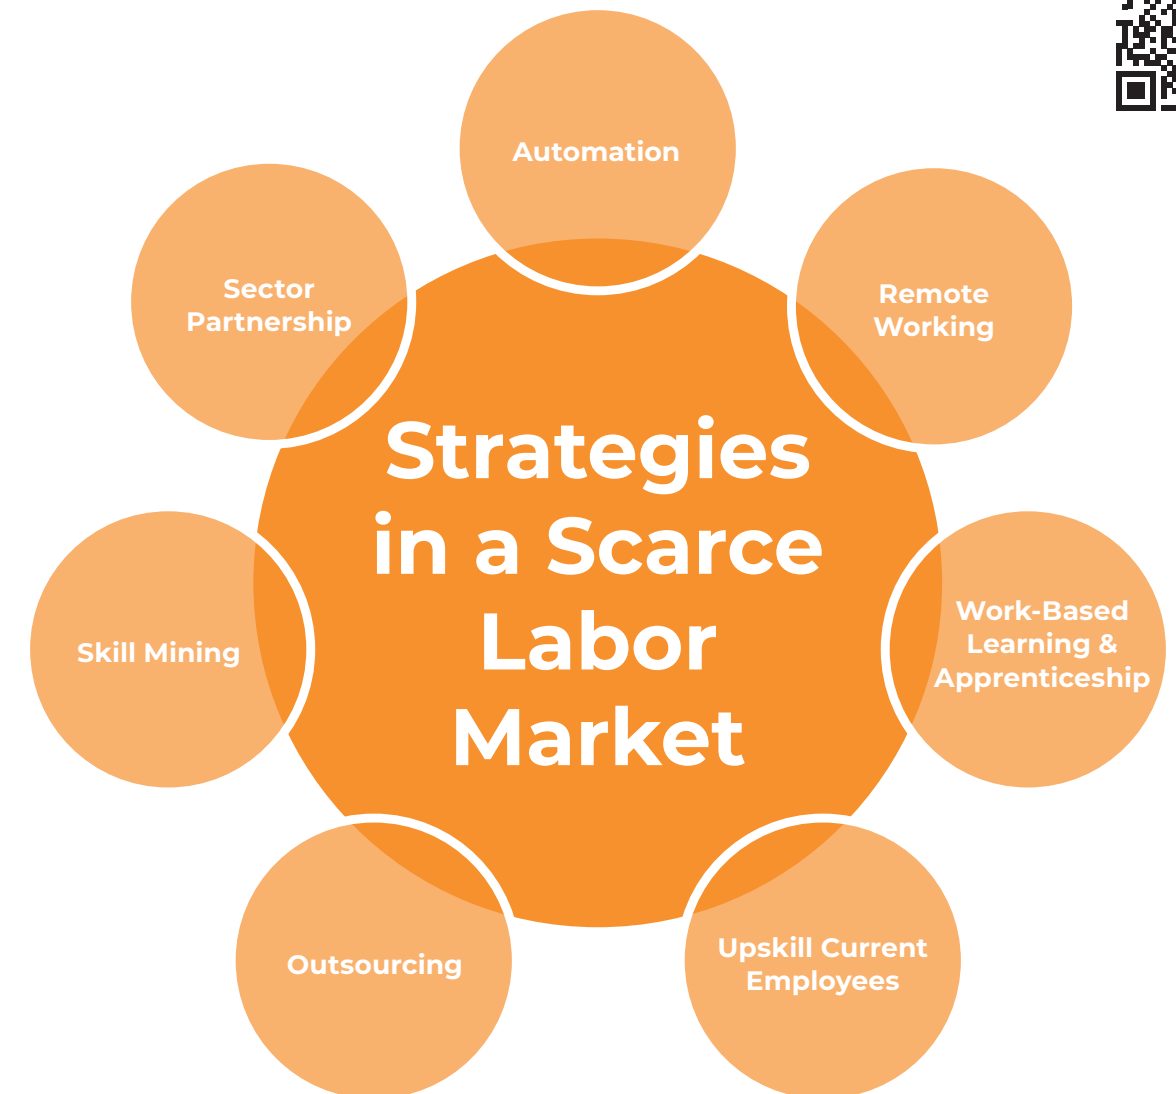 Automation
Sector
Partnership
Remote
Working
Strategies
in a Scarce
Labor
Market
Skill Mining
Work-Based
Learning &
Apprenticeship
Outsourcing
Upskill Current
Employees